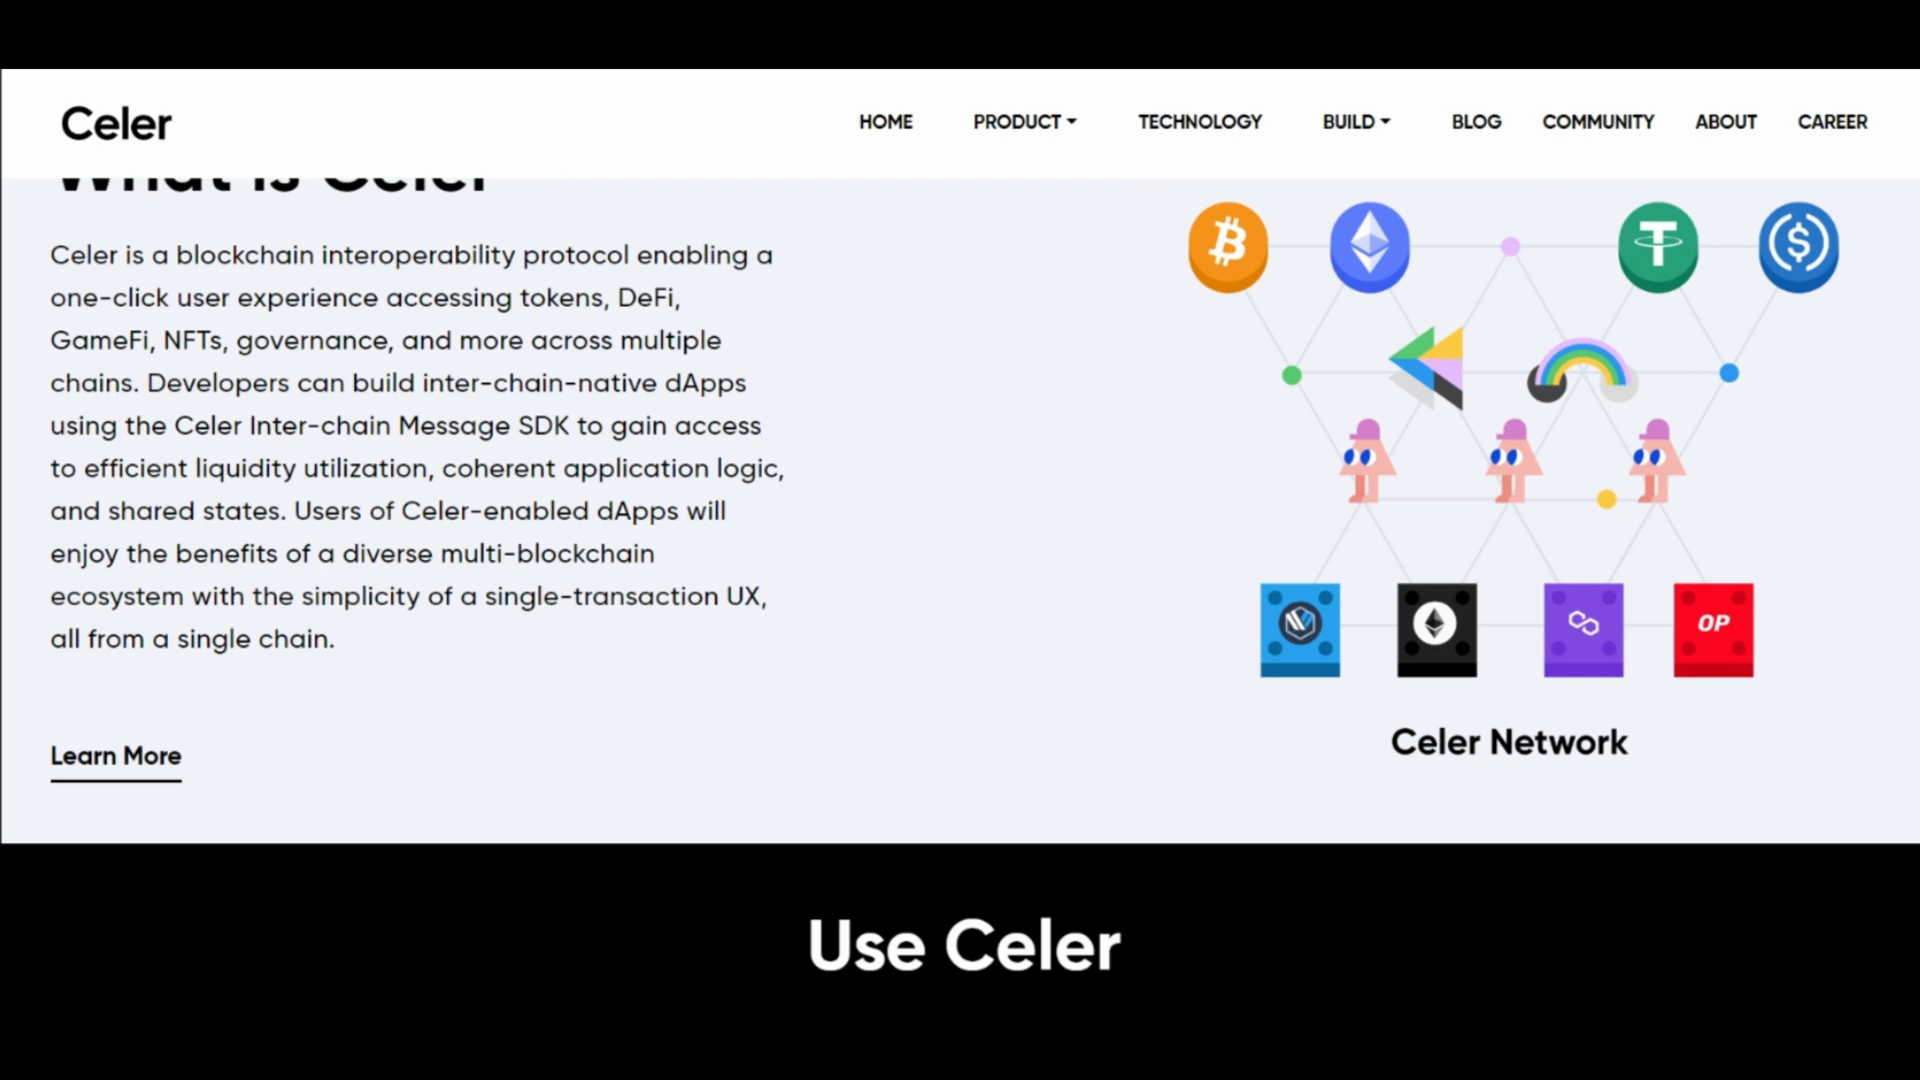 Celer
HOME PRODUCT TECHNOLOGY BUILD BLOG COMMUNITY ABOUT CAREER
What is Celer
Celer is a blockchain interoperability protocol enabling a
one-click user experience accessing tokens, DeFi,
GameFi, NFTs, governance, and more across multiple
chains. Developers can build inter-chain-native dApps
using the Celer Inter-chain Message SDK to gain access
to efficient liquidity utilization, coherent application logic,
and shared states. Users of Celer-enabled dApps will
enjoy the benefits of a diverse multi-blockchain
ecosystem with the simplicity of a single-transaction UX,
all from a single chain.
Learn More
OP
Celer Network
Use Celer